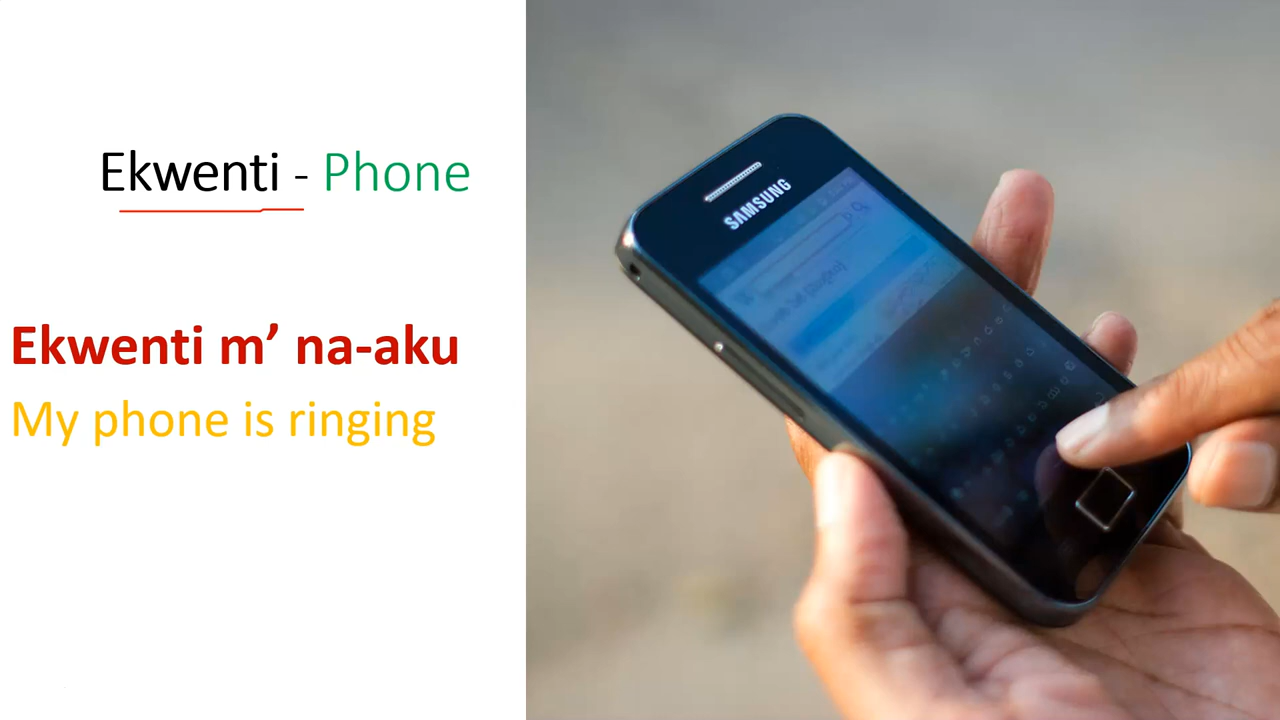 Ekwenti - Phone
Ekwenti m’ na-aku
My phone is ringing
SAMSUNG